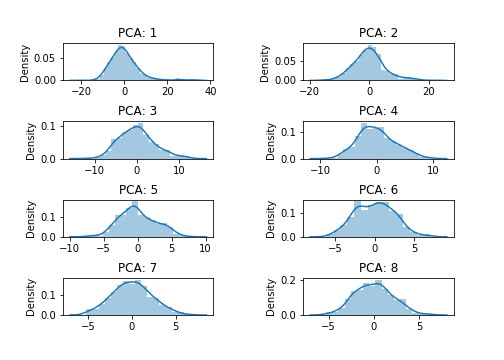 PCA: 1
Density
0.05
0.00
−20 0 20 40
PCA: 2
Density
0.05
0.00
−20 0 20
PCA: 3
Density
0.1
0.0
−10 0 10
PCA: 4
Density
0.1
0.0
−10 0 10
PCA: 5
Density
0.1
0.0
−10 −5 0 5 10
PCA: 6
Density
0.1
0.0
−5 0 5
PCA: 7
Density
0.1
0.0
−5 0 5
PCA: 8
Density
0.2
0.0
−5 0 5